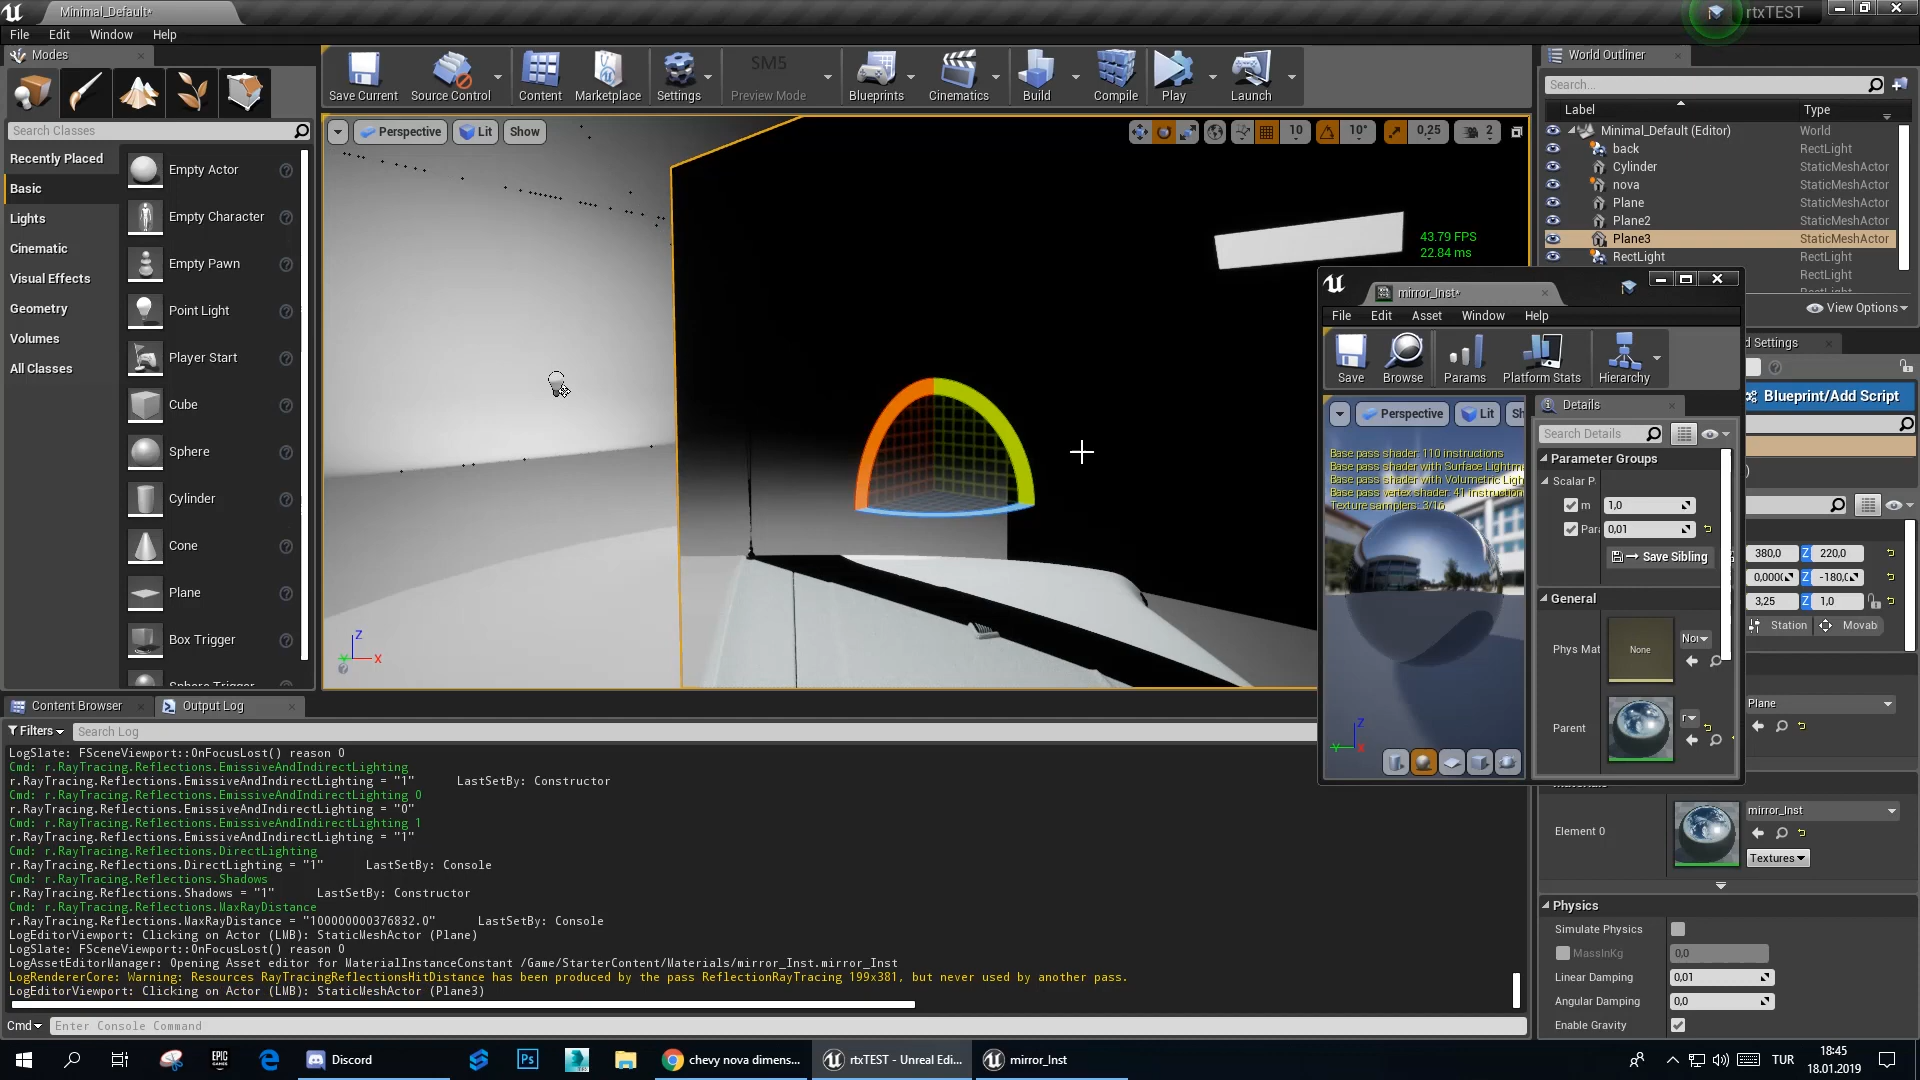 Minimal_Default*
rtxTEST
File Edit Window Help
Modes
Search Classes
Recently Placed
Basic
Lights
Cinematic
Visual Effects
Geometry
Volumes
All Classes
Empty Actor
Empty Character
Empty Pawn
Point Light
Player Start
Cube
Sphere
Cylinder
Cone
Plane
Box Trigger
Sphere Trigger
Save Current Source Control Content Marketplace Settings SM5 Preview Mode Blueprints Cinematics Build Compile Play Launch
Perspective Lit Show
10 10° 0,25 2
43.79 FPS
22.84 ms
Z
X
World Outliner
Search...
Label Type
Minimal_Default (Editor) World
back RectLight
Cylinder StaticMeshActor
nova StaticMeshActor
Plane StaticMeshActor
Plane2 StaticMeshActor
Plane3 StaticMeshActor
RectLight RectLight
RectLight
View Options
mirror_Inst*
File Edit Asset Window Help
Save Browse Params Platform Stats Hierarchy
Perspective Lit Sh
Base pass shader: 110 instructions
Base pass shader with Surface Lightm
Base pass shader with Volumetric Ligh
Base pass vertex shader: 41 instruction
Texture samplers: 3/16
Details
Search Details
Parameter Groups
Scalar P
m 1,0
Par 0,01
Save Sibling
General
Phys Mat None
Parent
d Settings
Blueprint/Add Script
380,0 Z 220,0
0,000 Z -180,0
3,25 Z 1,0
Station Movab
Plane
Element 0 mirror_Inst
Textures
Physics
Simulate Physics
MassInKg 0,0
Linear Damping 0,01
Angular Damping 0,0
Enable Gravity
Content Browser Output Log
Filters Search Log
LogSlate: FSceneViewport::OnFocusLost() reason 0
Cmd: r.RayTracing.Reflections.EmissiveAndIndirectLighting
r.RayTracing.Reflections.EmissiveAndIndirectLighting = "1" LastSetBy: Constructor
Cmd: r.RayTracing.Reflections.EmissiveAndIndirectLighting 0
r.RayTracing.Reflections.EmissiveAndIndirectLighting = "0"
Cmd: r.RayTracing.Reflections.EmissiveAndIndirectLighting 1
r.RayTracing.Reflections.EmissiveAndIndirectLighting = "1"
Cmd: r.RayTracing.Reflections.DirectLighting
r.RayTracing.Reflections.DirectLighting = "1" LastSetBy: Console
Cmd: r.RayTracing.Reflections.Shadows
r.RayTracing.Reflections.Shadows = "1" LastSetBy: Constructor
Cmd: r.RayTracing.Reflections.MaxRayDistance
r.RayTracing.Reflections.MaxRayDistance = "100000000376832.0" LastSetBy: Console
LogEditorViewport: Clicking on Actor (LMB): StaticMeshActor (Plane)
LogSlate: FSceneViewport::OnFocusLost() reason 0
LogAssetEditorManager: Opening Asset editor for MaterialInstanceConstant /Game/StarterContent/Materials/mirror_Inst.mirror_Inst
LogRendererCore: Warning: Resources RayTracingReflectionsHitDistance has been produced by the pass ReflectionRayTracing 199x381, but never used by another pass.
LogEditorViewport: Clicking on Actor (LMB): StaticMeshActor (Plane3)
Cmd Enter Console Command
EPIC GAMES
Discord
Ps
chevy nova dimens...
rtxTEST - Unreal Edi...
mirror_Inst
TUR
18:45
18.01.2019